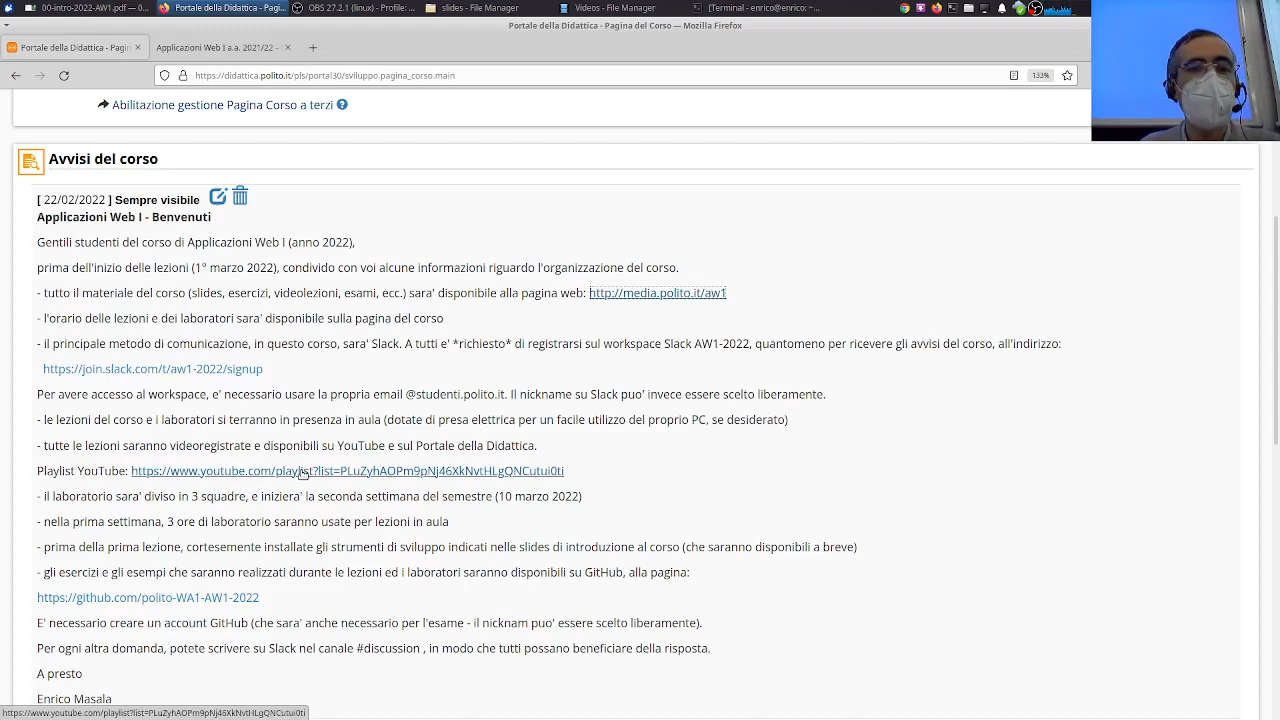 00-intro-2022-AW1.pdf — 0...
Portale della Didattica - Pagi...
OBS 27.2.1 (linux) - Profile: ...
slides - File Manager
Videos - File Manager
[Terminal - enrico@enrico: ~...
Portale della Didattica - Pagina del Corso — Mozilla Firefox
Portale della Didattica - Pagin
Applicazioni Web I a.a. 2021/22 –
https://didattica.polito.it/pls/portal30/sviluppo.pagina_corso.main
133%
Abilitazione gestione Pagina Corso a terzi
Avvisi del corso
[ 22/02/2022 ] Sempre visibile
Applicazioni Web I - Benvenuti
Gentili studenti del corso di Applicazioni Web I (anno 2022),
prima dell'inizio delle lezioni (1° marzo 2022), condivido con voi alcune informazioni riguardo l'organizzazione del corso.
- tutto il materiale del corso (slides, esercizi, videolezioni, esami, ecc.) sara' disponibile alla pagina web: http://media.polito.it/aw1
- l'orario delle lezioni e dei laboratori sara' disponibile sulla pagina del corso
- il principale metodo di comunicazione, in questo corso, sara' Slack. A tutti e' *richiesto* di registrarsi sul workspace Slack AW1-2022, quantomeno per ricevere gli avvisi del corso, all'indirizzo:
https://join.slack.com/t/aw1-2022/signup
Per avere accesso al workspace, e' necessario usare la propria email @studenti.polito.it. Il nickname su Slack puo' invece essere scelto liberamente.
- le lezioni del corso e i laboratori si terranno in presenza in aula (dotate di presa elettrica per un facile utilizzo del proprio PC, se desiderato)
- tutte le lezioni saranno videoregistrate e disponibili su YouTube e sul Portale della Didattica.
Playlist YouTube: https://www.youtube.com/playlist?list=PLuZyhAOPm9pNj46XkNvtHLgQNCutui0ti
- il laboratorio sara' diviso in 3 squadre, e iniziera' la seconda settimana del semestre (10 marzo 2022)
- nella prima settimana, 3 ore di laboratorio saranno usate per lezioni in aula
- prima della prima lezione, cortesemente installate gli strumenti di sviluppo indicati nelle slides di introduzione al corso (che saranno disponibili a breve)
- gli esercizi e gli esempi che saranno realizzati durante le lezioni ed i laboratori saranno disponibili su GitHub, alla pagina:
https://github.com/polito-WA1-AW1-2022
E' necessario creare un account GitHub (che sara' anche necessario per l'esame - il nicknam puo' essere scelto liberamente).
Per ogni altra domanda, potete scrivere su Slack nel canale #discussion , in modo che tutti possano beneficiare della risposta.
A presto
Enrico Masala
https://www.youtube.com/playlist?list=PLuZyhAOPm9pNj46XkNvtHLgQNCutui0ti